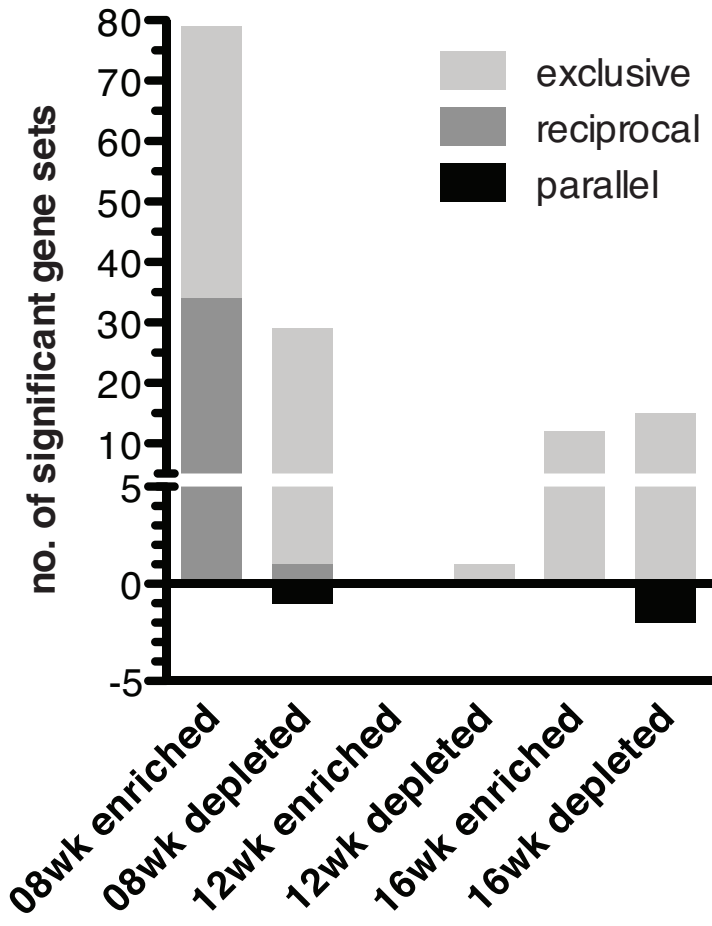 no. of significant gene sets
80
70
60
50
40
30
20
10
5
0
-5
exclusive
reciprocal
parallel
08wk enriched
08wk depleted
12wk enriched
12wk depleted
16wk enriched
16wk depleted